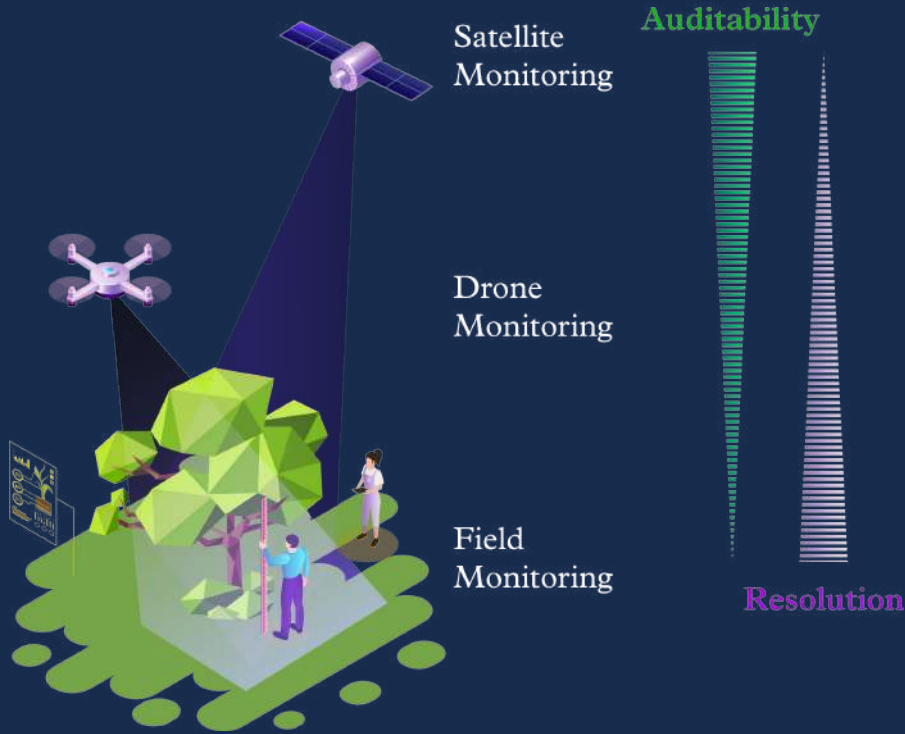 Auditability
Satellite
Monitoring
Drone
Monitoring
Field
Monitoring
Resolution